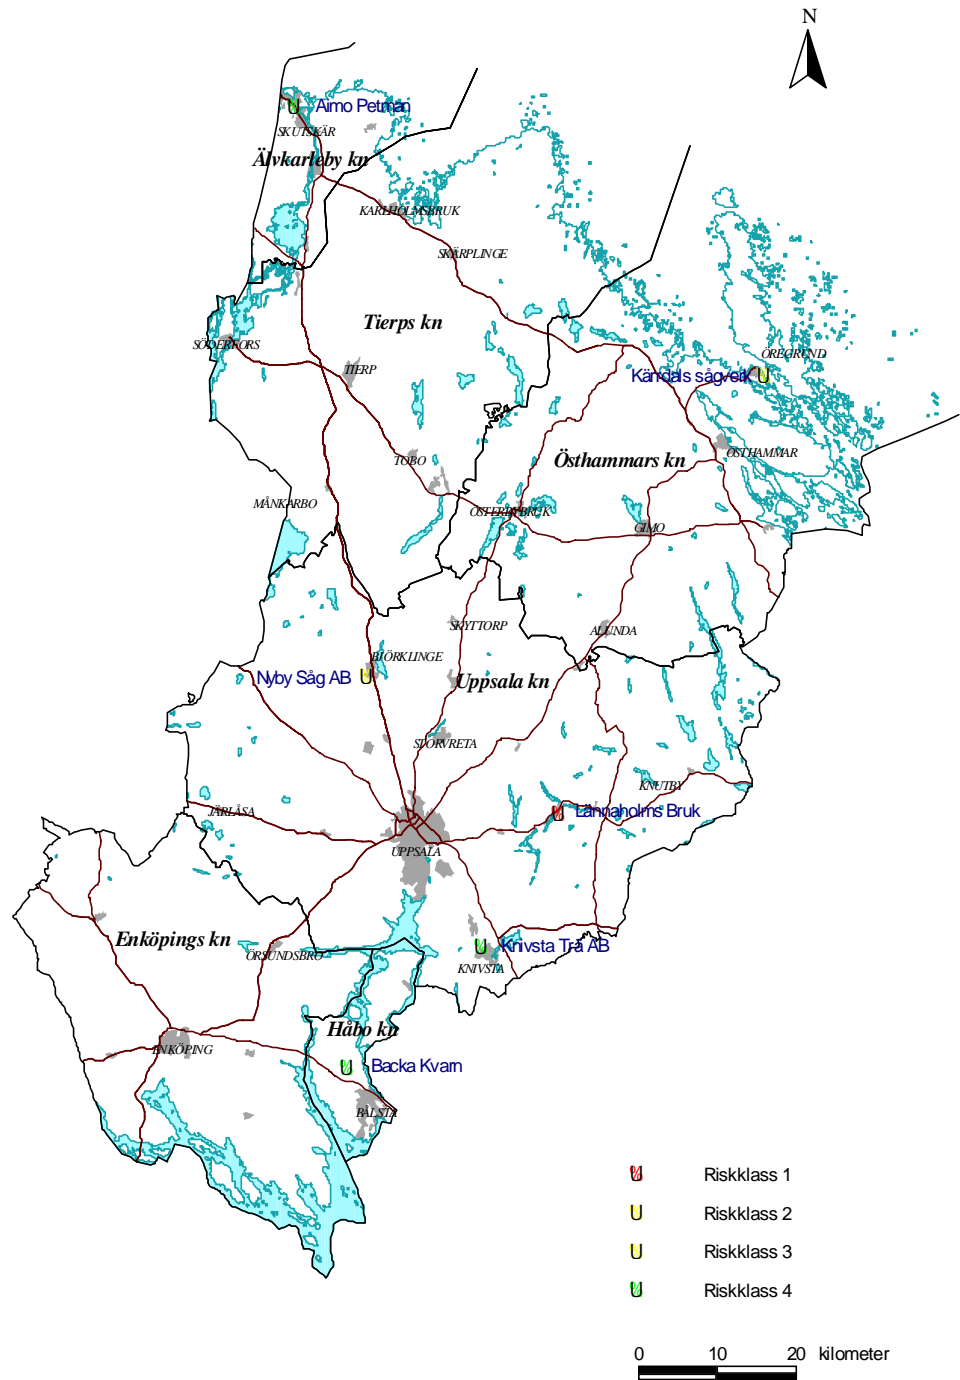 N
U Aimo Petman
SKUTSKÄR
Älvkarleby kn
KARLHOLMSBRUK
SKÄRPLINGE
Tierps kn
SÖDERFORS
ÖREGRUND
TIERP
Kärrdals sågverk U
TOBO
Östhammars kn
ÖSTHAMMAR
MÅNKARBO
ÖSTERBYBRUK
GIMO
SKYTTORP
ALUNDA
BJÖRKLINGE
Nyby Såg AB U
Uppsala kn
STORVRETA
KNUTBY
JÄRLÅSA
U Lännaholms Bruk
UPPSALA
Enköpings kn
ÖRSUNDSBRO
U Knivsta Trä AB
KNIVSTA
Håbo kn
ENKÖPING
U Backa Kvarn
BÅLSTA
U Riskklass 1
U Riskklass 2
U Riskklass 3
U Riskklass 4
0 10 20 kilometer